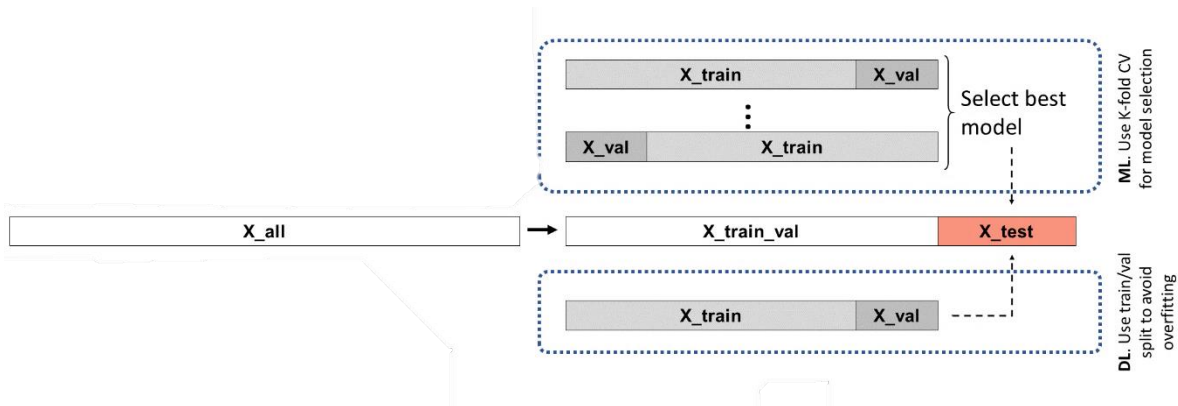 X_train X_val
Select best
model
X_val X_train
ML. Use K-fold CV
for model selection
X_all X_train_val X_test
X_train X_val
DL. Use train/val
split to avoid
overfitting